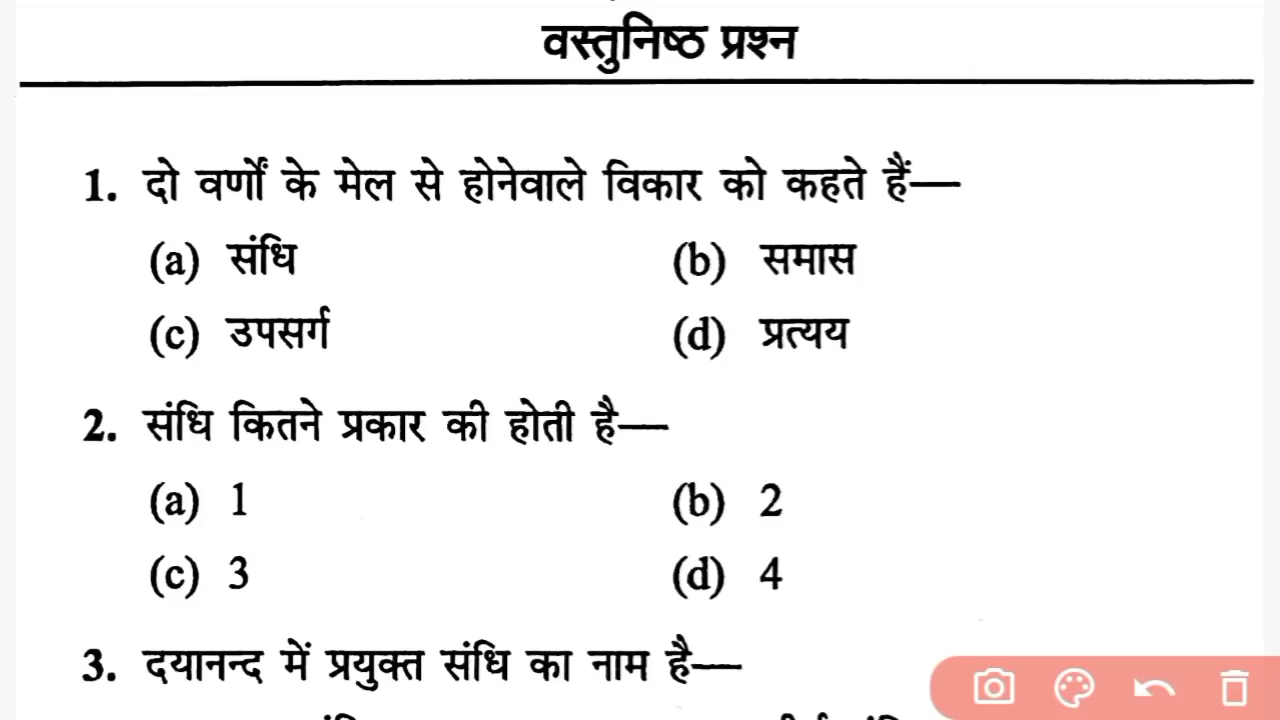 वस्तुनिष्ठ प्रश्न
1. दो वर्णों के मेल से होनेवाले विकार को कहते हैं—
(a) संधि (b) समास
(c) उपसर्ग (d) प्रत्यय
2. संधि कितने प्रकार की होती है—
(a) 1 (b) 2
(c) 3 (d) 4
3. दयानन्द में प्रयुक्त संधि का नाम है—